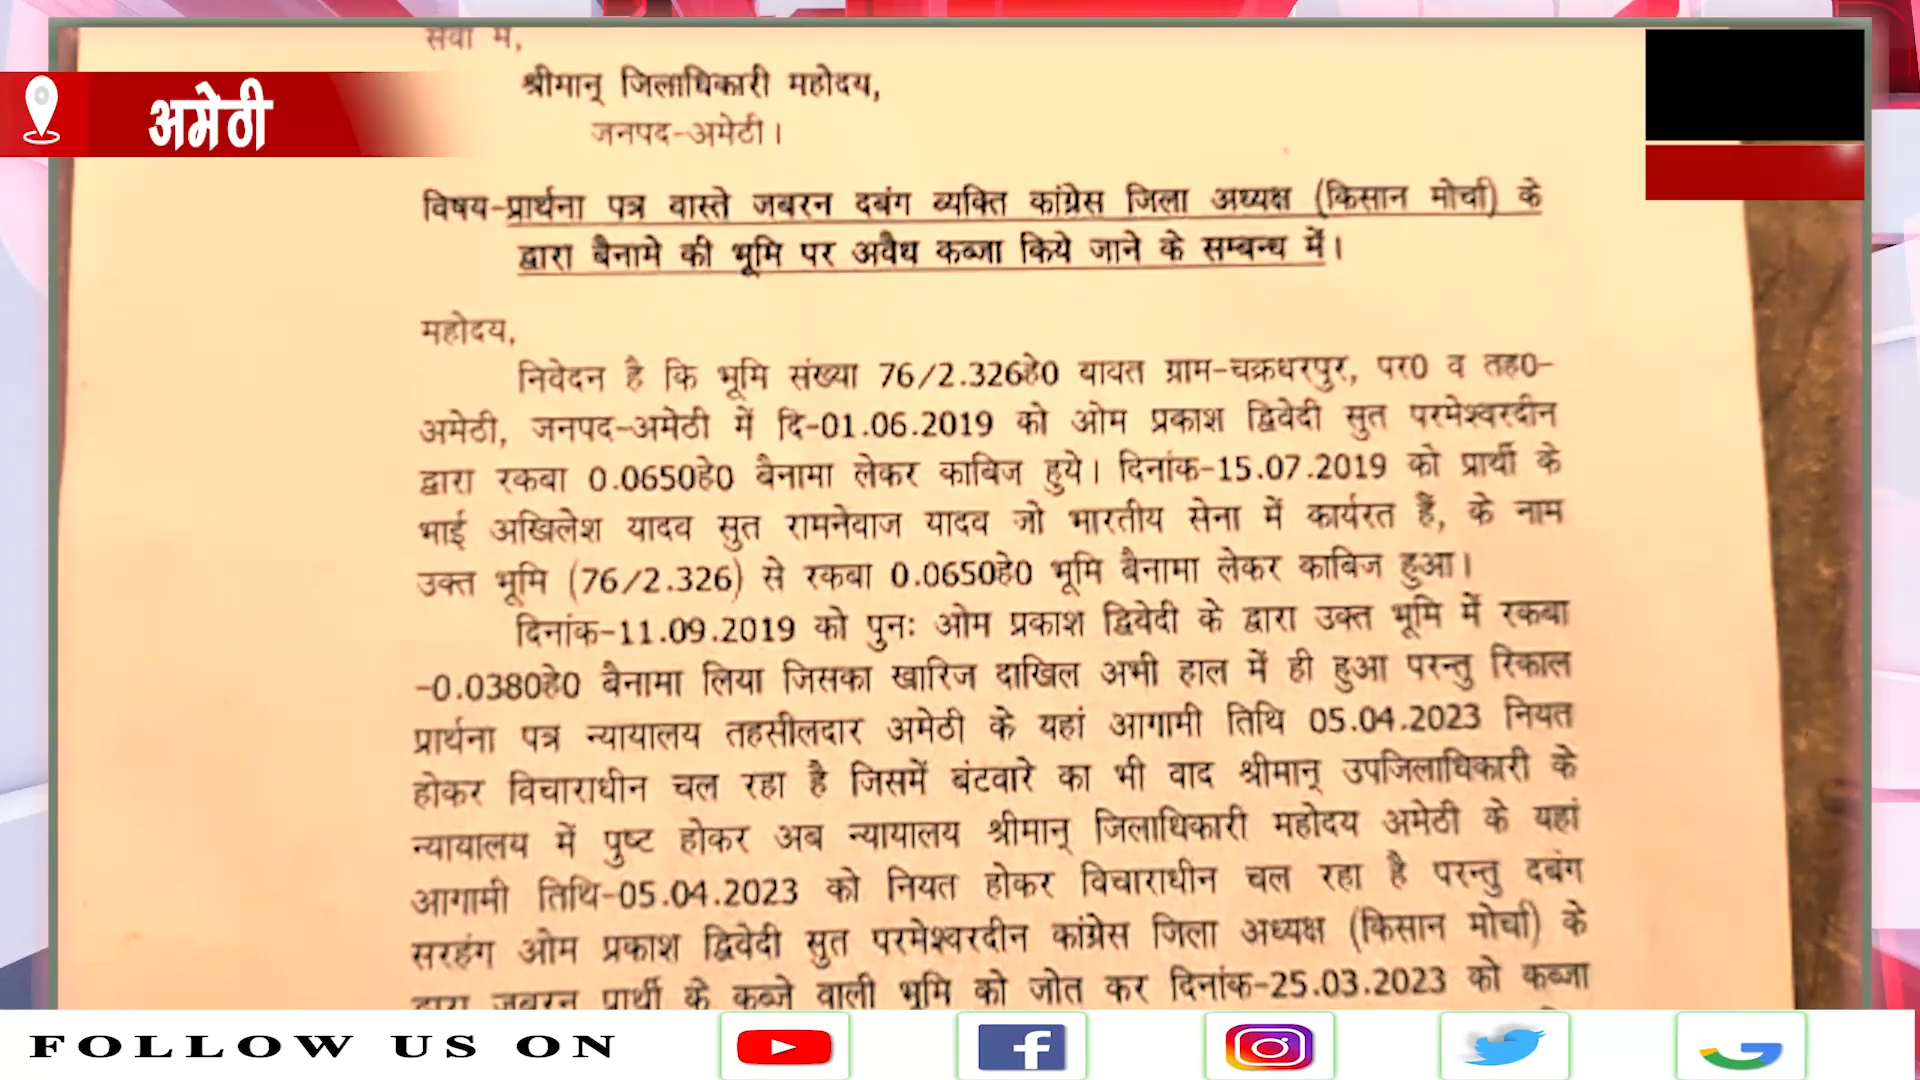 सेवा में,
श्रीमान् जिलाधिकारी महोदय,
अमेठी
जनपद-अमेठी।
विषय-प्रार्थना पत्र वास्ते जबरन दबंग व्यक्ति कांग्रेस जिला अध्यक्ष (किसान मोर्चा) के
द्वारा बैनामे की भूमि पर अवैध कब्जा किये जाने के सम्बन्ध में।
महोदय,
निवेदन है कि भूमि संख्या 76/2.326हे0 यावत ग्राम-चक्रधरपुर, पर0 व तह0-
अमेठी, जनपद-अमेठी में दि-01.06.2019 को ओम प्रकाश द्विवेदी सुत परमेश्वरदीन
द्वारा रकबा 0.0650हे0 बैनामा लेकर काबिज हुये। दिनांक-15.07.2019 को प्रार्थी के
भाई अखिलेश यादव सुत रामनेवाज यादव जो भारतीय सेना में कार्यरत हैं, के नाम
उक्त भूमि (76/2.326) से रकबा 0.0650हे0 भूमि बैनामा लेकर काबिज हुआ।
दिनांक-11.09.2019 को पुनः ओम प्रकाश द्विवेदी के द्वारा उक्त भूमि में रकबा
-0.0380हे0 बैनामा लिया जिसका खारिज दाखिल अभी हाल में ही हुआ परन्तु रिकाल
प्रार्थना पत्र न्यायालय तहसीलदार अमेठी के यहां आगामी तिथि 05.04.2023 नियत
होकर विचाराधीन चल रहा है जिसमें बंटवारे का भी वाद श्रीमान् उपजिलाधिकारी के
न्यायालय में पुष्ट होकर अब न्यायालय श्रीमान् जिलाधिकारी महोदय अमेठी के यहां
आगामी तिथि-05.04.2023 को नियत होकर विचाराधीन चल रहा है परन्तु दबंग
सरहंग ओम प्रकाश द्विवेदी सुत परमेश्वरदीन कांग्रेस जिला अध्यक्ष (किसान मोर्चा) के
द्वारा जबरन प्रार्थी के कब्जे वाली भूमि को जोत कर दिनांक-25.03.2023 को कब्जा
FOLLOW US ON